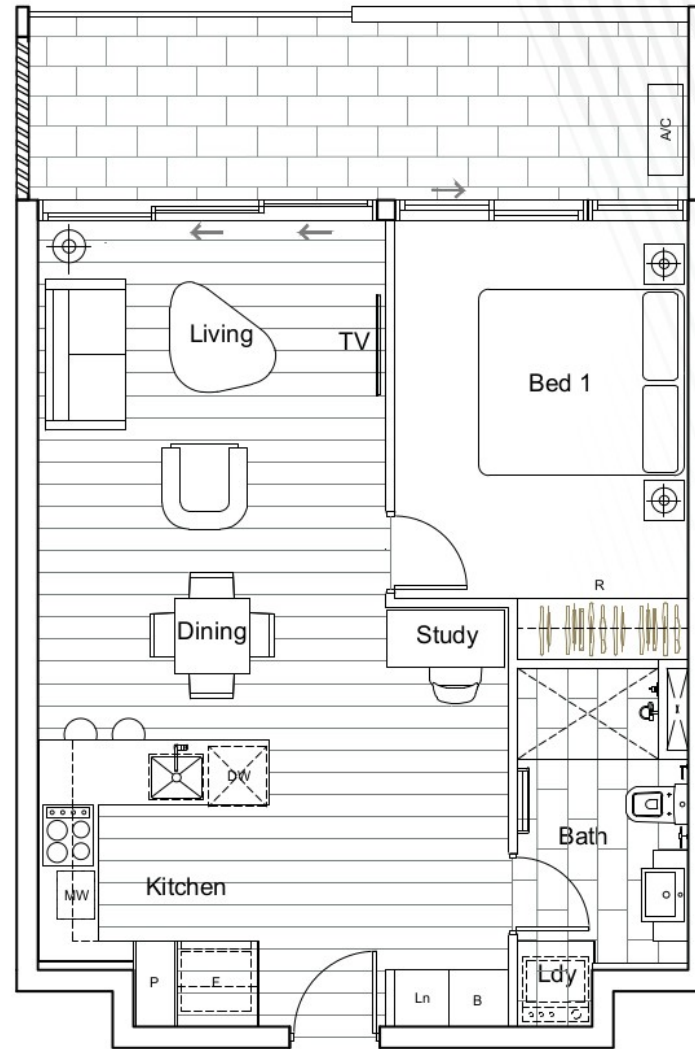 A/C
Living
TV
Bed 1
R
Dining
Study
DW
Bath
MW
Kitchen
P
F
Ln
B
Ldy